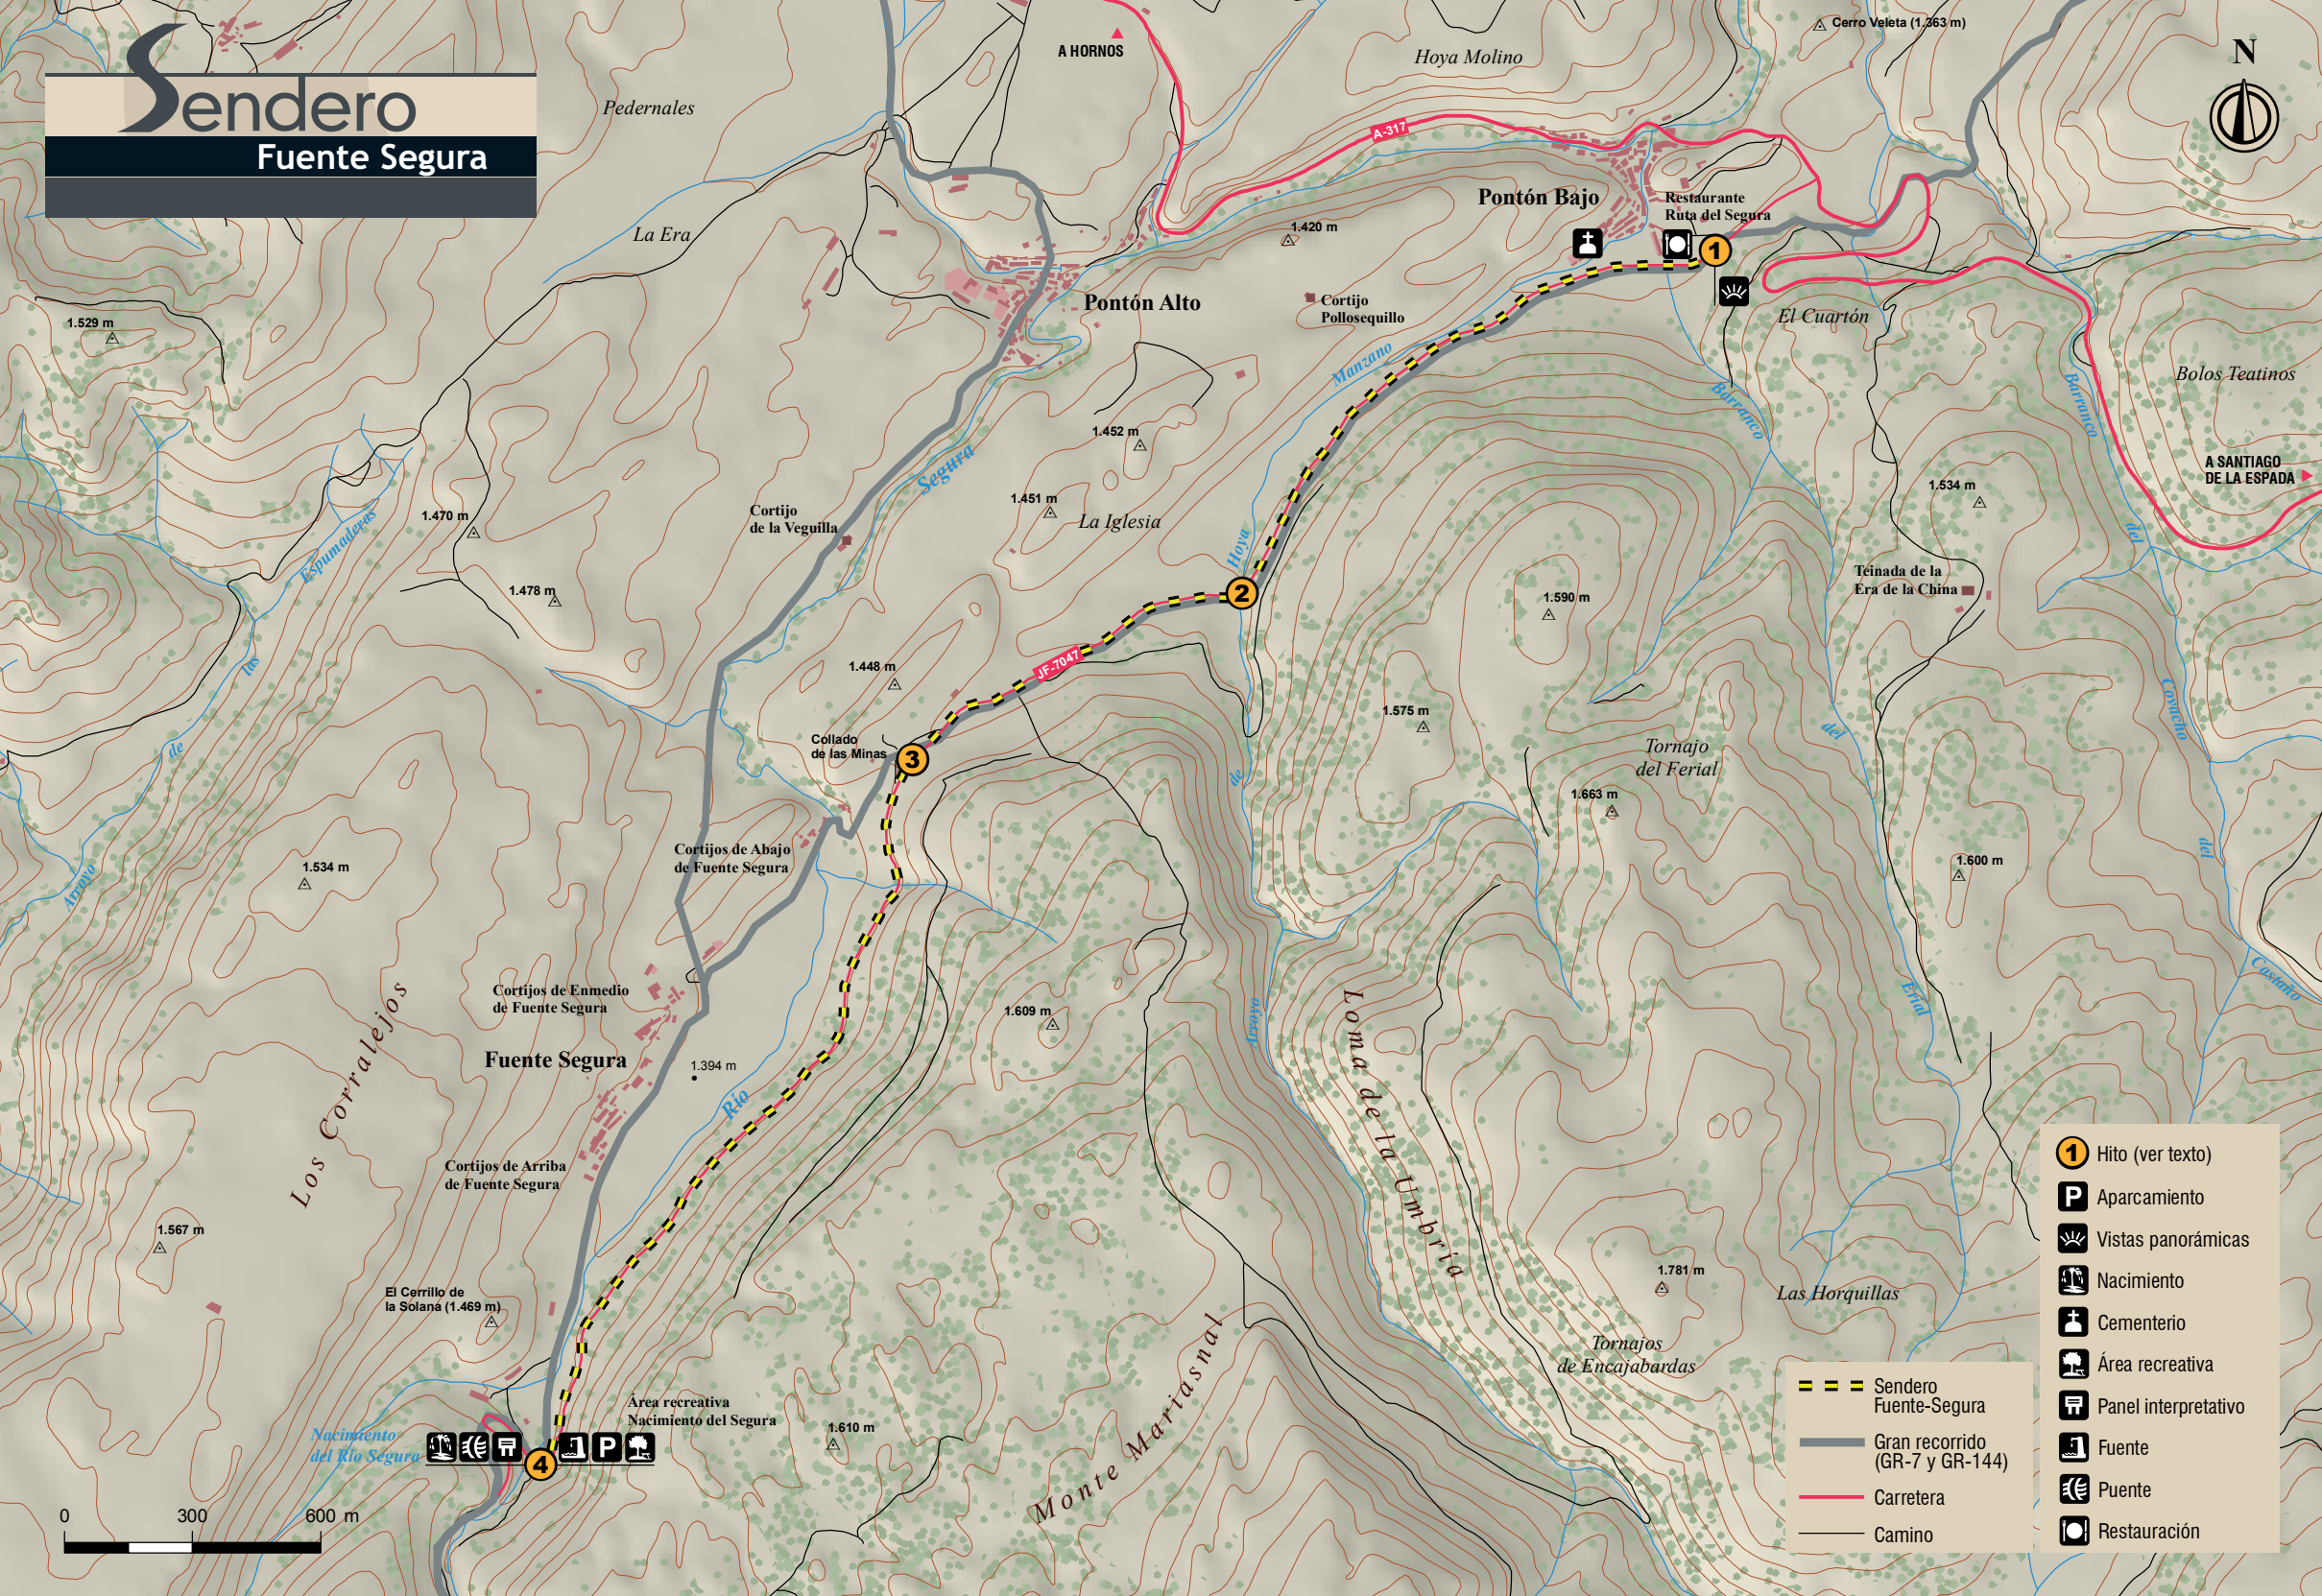 Sendero
Fuente Segura
Pedernales
A HORNOS
Hoya Molino
Cerro Veleta (1.363 m)
N
A-317
La Era
Pontón Bajo
Restaurante
Ruta del Segura
1.420 m
1
Pontón Alto
Cortijo
Pollosequillo
El Cuartón
1.529 m
Manzano
Bolos Teatinos
Barranco
Barranco
1.452 m
Segura
A SANTIAGO
DE LA ESPADA
1.534 m
1.451 m
La Iglesia
Cortijo
de la Veguilla
1.470 m
Espumaderas
Hoya
del
Teinada de la
Era de la China
1.478 m
2
1.590 m
las
1.448 m
JF-7047
1.575 m
Covacho
de
Collado
de las Minas
3
del
Tornajo
del Ferial
de
1.663 m
Cortijos de Abajo
de Fuente Segura
del
1.534 m
1.600 m
Arroyo
Cortijos de Enmedio
de Fuente Segura
Castaño
Erial
1.609 m
Arroyo
Los Corralejos
Fuente Segura
1.394 m
Río
Loma de la Umbría
Cortijos de Arriba
de Fuente Segura
1.567 m
El Cerrillo de
la Solana (1.469 m)
1.781 m
Las Horquillas
Tornajos
de Encajabardas
Monte Mariasnal
Área recreativa
Nacimiento del Segura
1.610 m
Nacimiento
del Río Segura
P
4
0 300 600 m
Sendero
Fuente-Segura
Gran recorrido
(GR-7 y GR-144)
Carretera
Camino
1 Hito (ver texto)
P Aparcamiento
Vistas panorámicas
Nacimiento
Cementerio
Área recreativa
Panel interpretativo
Fuente
Puente
Restauración